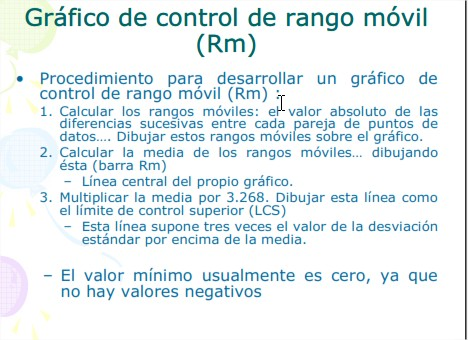 Gráfico de control de rango móvil
(Rm)
• Procedimiento para desarrollar un gráfico de
control de rango móvil (Rm) :
1. Calcular los rangos móviles: el valor absoluto de las
diferencias sucesivas entre cada pareja de puntos de
datos…. Dibujar estos rangos móviles sobre el gráfico.
2. Calcular la media de los rangos móviles… dibujando
ésta (barra Rm)
– Línea central del propio gráfico.
3. Multiplicar la media por 3.268. Dibujar esta línea como
el límite de control superior (LCS)
– Esta línea supone tres veces el valor de la desviación
estándar por encima de la media.
– El valor mínimo usualmente es cero, ya que
no hay valores negativos